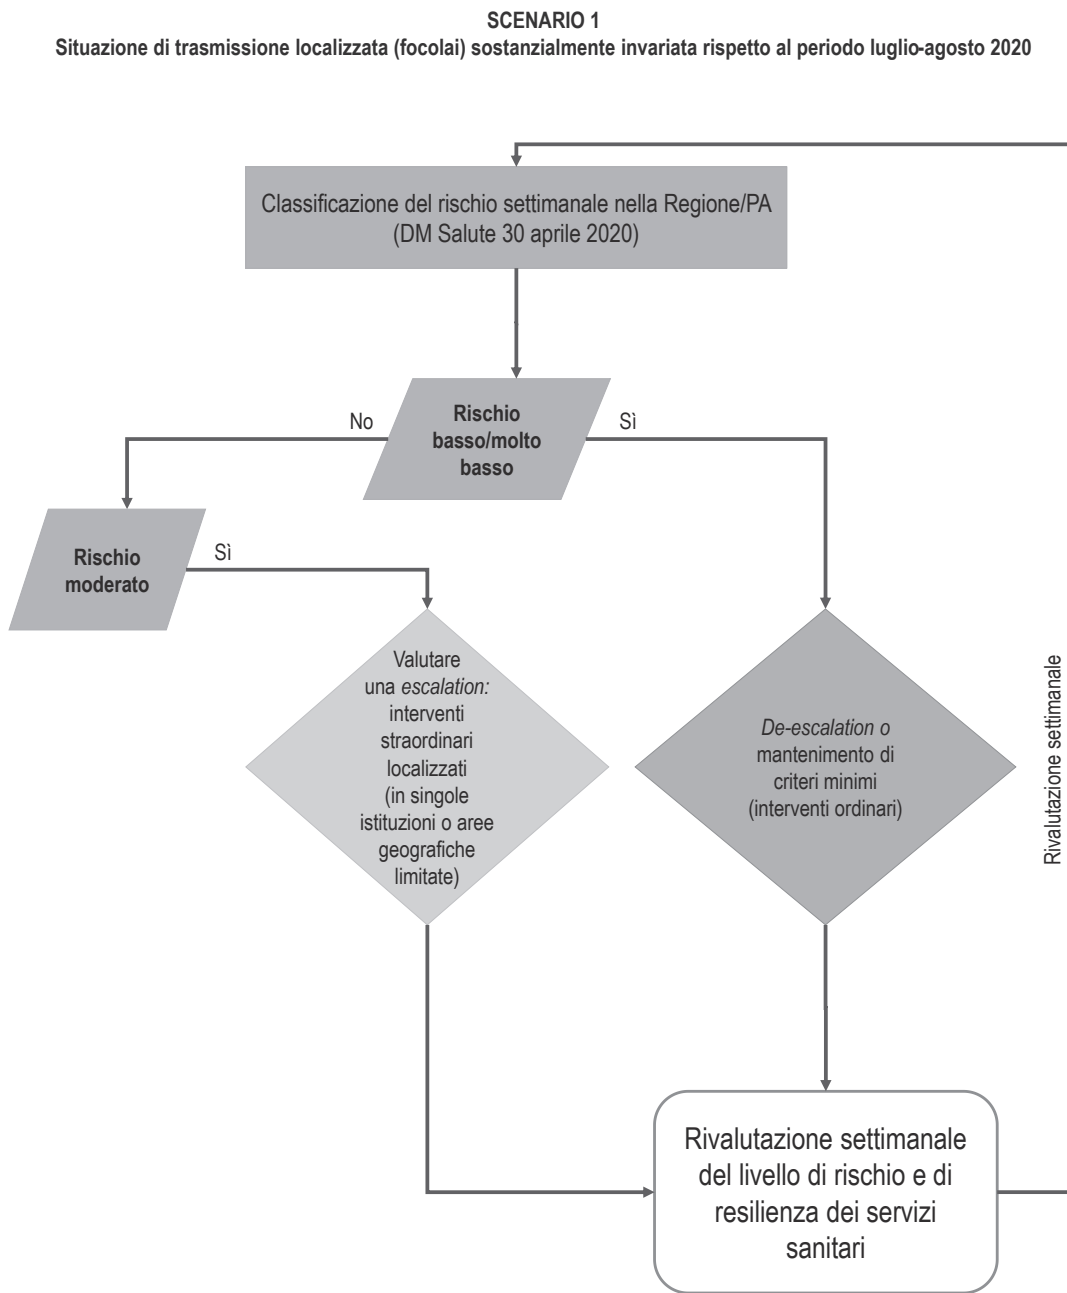 SCENARIO 1
Situazione di trasmissione localizzata (focolai) sostanzialmente invariata rispetto al periodo luglio-agosto 2020
Classificazione del rischio settimanale nella Regione/PA
(DM Salute 30 aprile 2020)
Rischio
basso/molto
basso
No
Sì
Rischio
moderato
Sì
Valutare
una escalation:
interventi
straordinari
localizzati
(in singole
istituzioni o aree
geografiche
limitate)
De-escalation o
mantenimento di
criteri minimi
(interventi ordinari)
Rivalutazione settimanale
Rivalutazione settimanale
del livello di rischio e di
resilienza dei servizi
sanitari